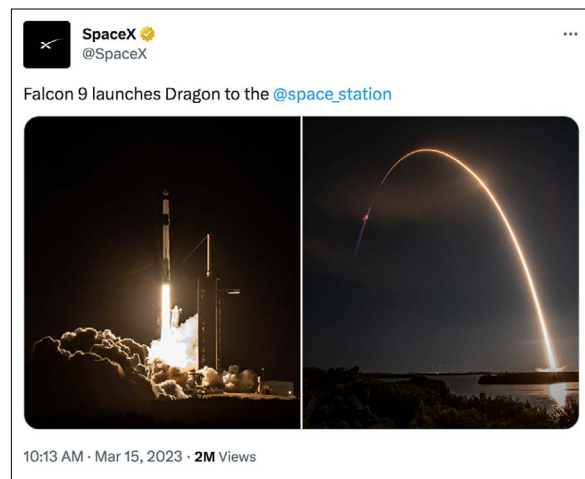 SpaceX
@SpaceX
Falcon 9 launches Dragon to the @space_station
10:13 AM · Mar 15, 2023 · 2M Views